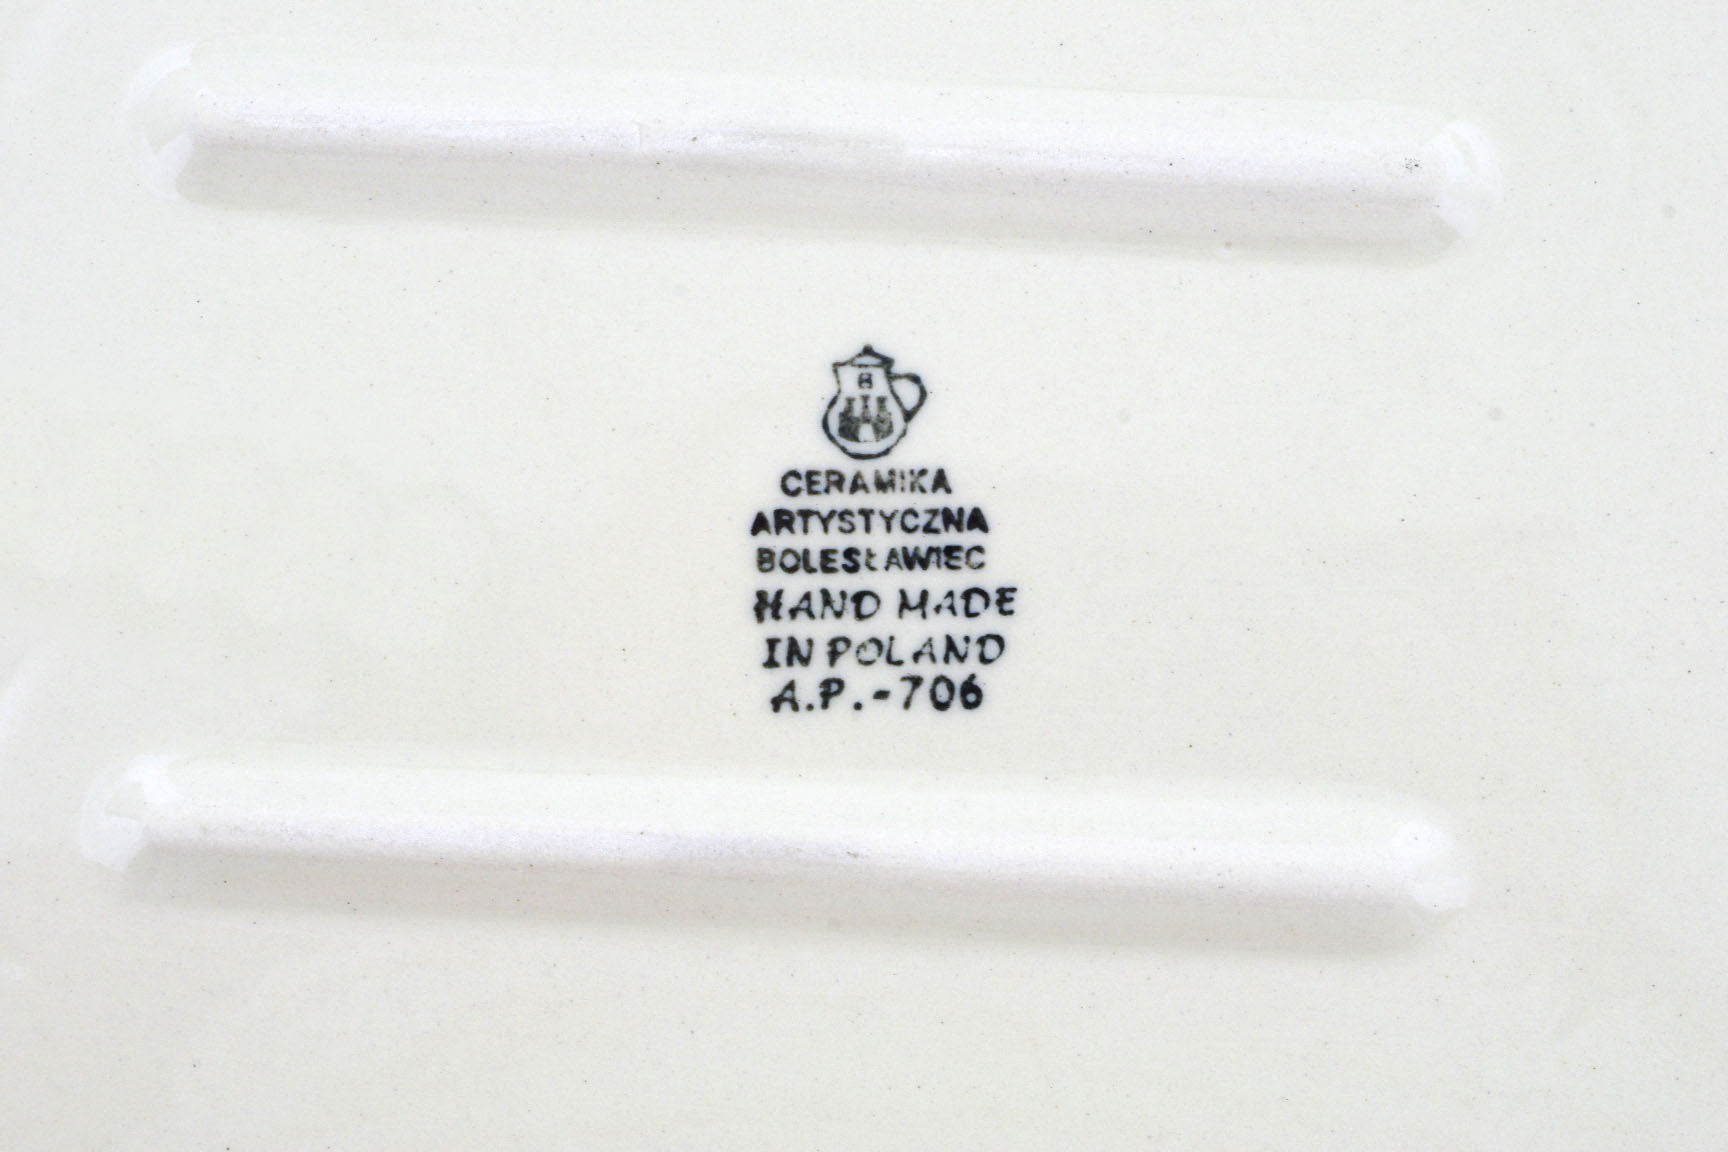 B
CERAMIKA
ARTYSTYCZNA
BOLESŁAWIEC
HAND MADE
IN POLAND
A.P.-706